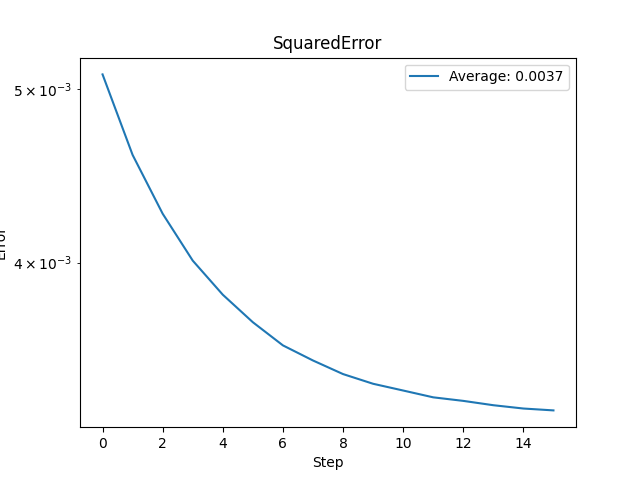 SquaredError
Average: 0.0037
5 × 10⁻³
4 × 10⁻³
Error
0 2 4 6 8 10 12 14
Step